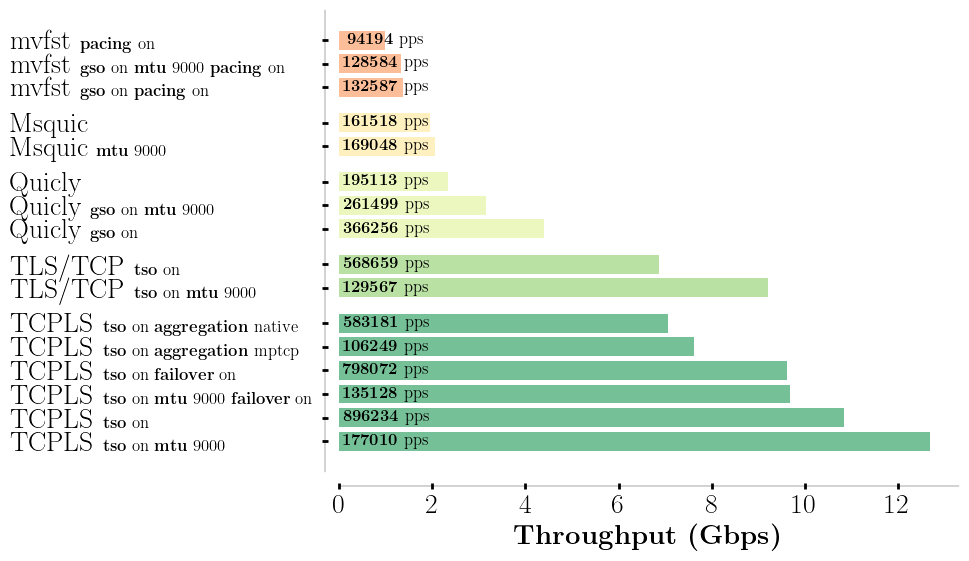 mvfst pacing on 94194 pps
mvfst gso on mtu 9000 pacing on 128584 pps
mvfst gso on pacing on 132587 pps
Msquic 161518 pps
Msquic mtu 9000 169048 pps
Quicly 195113 pps
Quicly gso on mtu 9000 261499 pps
Quicly gso on 366256 pps
TLS/TCP tso on 568659 pps
TLS/TCP tso on mtu 9000 129567 pps
TCPLS tso on aggregation native 583181 pps
TCPLS tso on aggregation mptcp 106249 pps
TCPLS tso on failover on 798072 pps
TCPLS tso on mtu 9000 failover on 135128 pps
TCPLS tso on 896234 pps
TCPLS tso on mtu 9000 177010 pps
0 2 4 6 8 10 12
Throughput (Gbps)